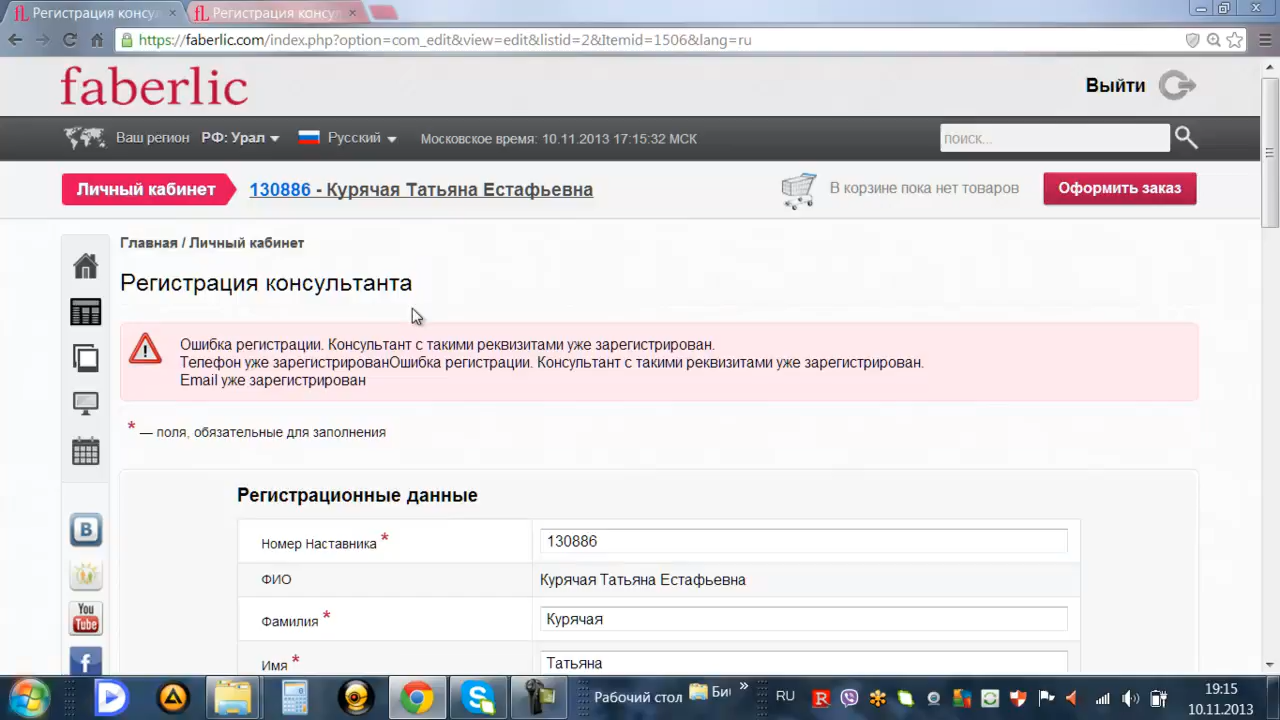 Регистрация консу
Регистрация консу
https://faberlic.com/index.php?option=com_edit&view=edit&listid=2&Itemid=1506&lang=ru
faberlic
Выйти
Ваш регион РФ: Урал Русский Московское время: 10.11.2013 17:15:32 МСК
поиск...
Личный кабинет 130886 - Курячая Татьяна Естафьевна
В корзине пока нет товаров
Оформить заказ
Главная / Личный кабинет
Регистрация консультанта
Ошибка регистрации. Консультант с такими реквизитами уже зарегистрирован.
Телефон уже зарегистрированОшибка регистрации. Консультант с такими реквизитами уже зарегистрирован.
Email уже зарегистрирован
* — поля, обязательные для заполнения
Регистрационные данные
Номер Наставника * 130886
ФИО Курячая Татьяна Естафьевна
Фамилия * Курячая
Имя * Татьяна
B
You
Tube
f
Рабочий стол
RU
19:15
10.11.2013